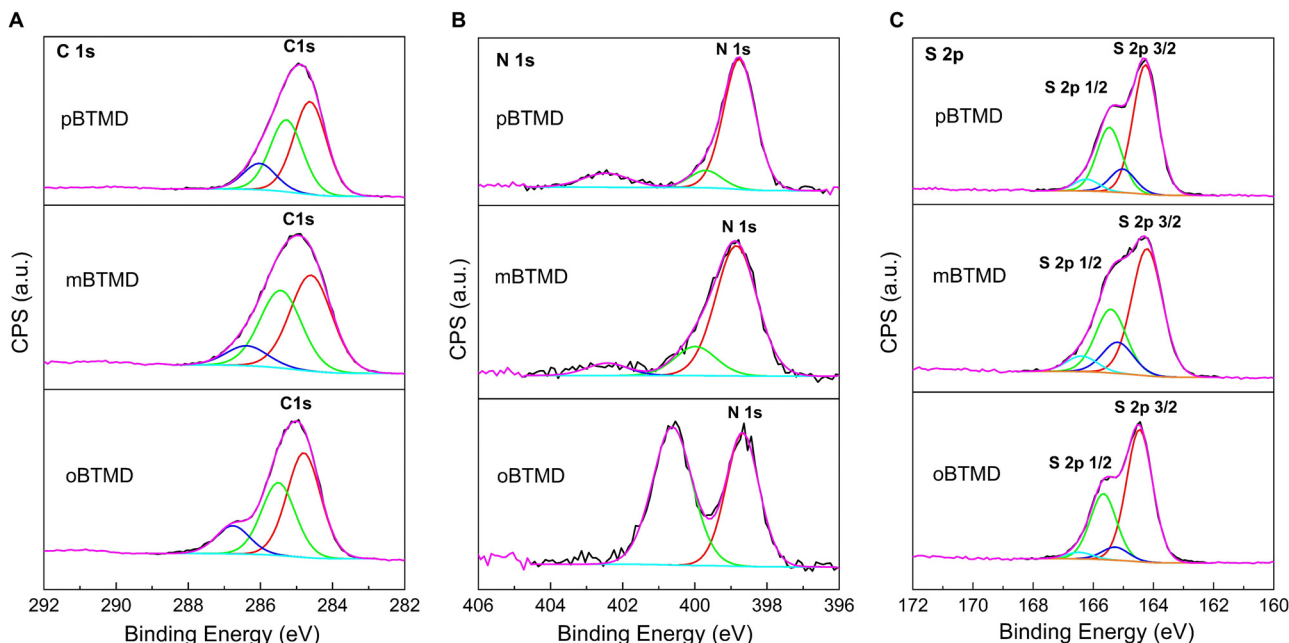 A
C 1s
C1s
pBTMD
C1s
mBTMD
C1s
oBTMD
CPS (a.u.)
292 290 288 286 284 282
Binding Energy (eV)
B
N 1s
N 1s
pBTMD
N 1s
mBTMD
N 1s
oBTMD
CPS (a.u.)
406 404 402 400 398 396
Binding Energy (eV)
C
S 2p
S 2p 3/2
S 2p 1/2
pBTMD
S 2p 3/2
S 2p 1/2
mBTMD
S 2p 3/2
S 2p 1/2
oBTMD
CPS (a.u.)
172 170 168 166 164 162 160
Binding Energy (eV)